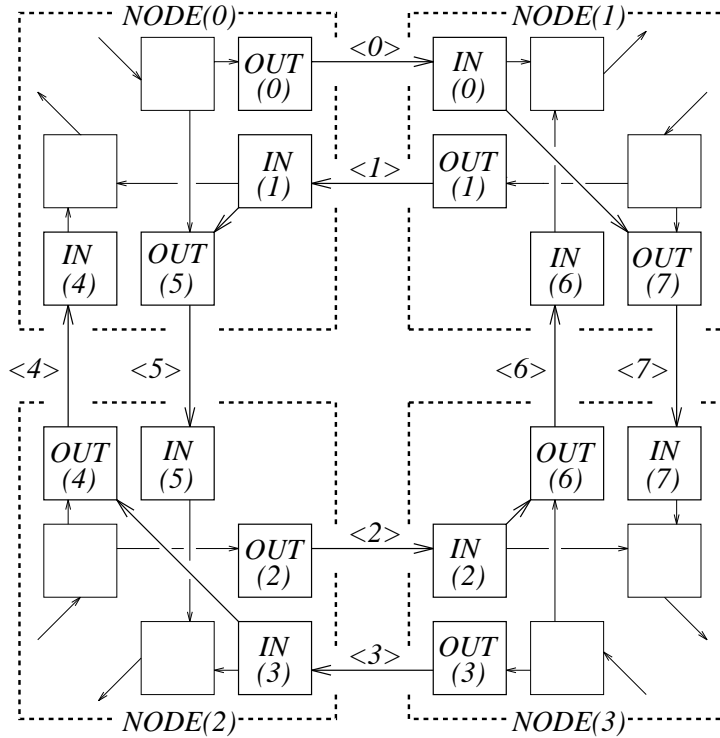 NODE(0) NODE(1)
OUT <0> IN
(0) (0)
IN <1> OUT
(1) (1)
IN OUT IN OUT
(4) (5) (6) (7)
<4> <5> <6> <7>
OUT IN OUT IN
(4) (5) (6) (7)
OUT <2> IN
(2) (2)
IN <3> OUT
(3) (3)
NODE(2) NODE(3)